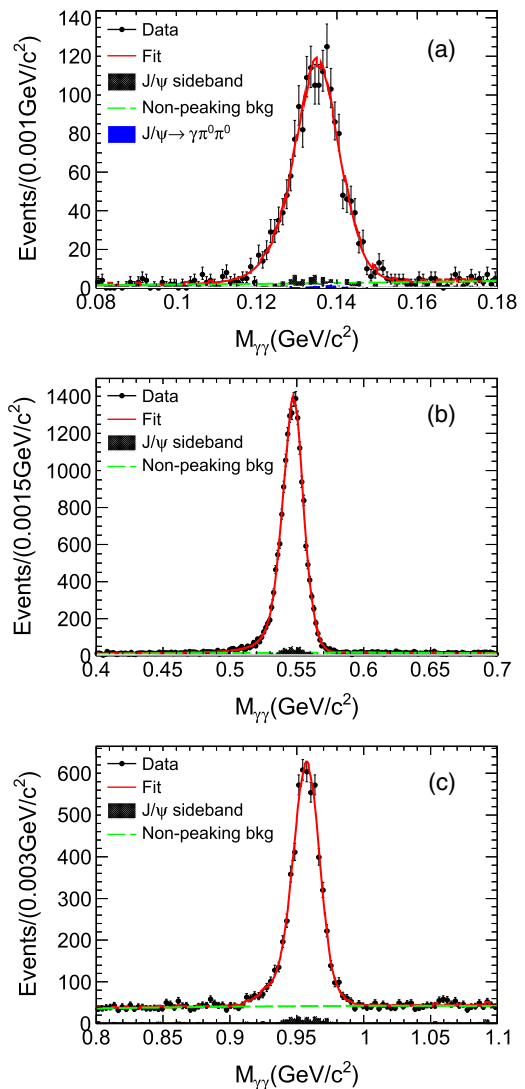 140
120
100
80
60
40
20
0
Events/(0.001GeV/c²)
Data
Fit
J/ψ sideband
Non-peaking bkg
J/ψ→ γπ⁰π⁰
(a)
0.08 0.1 0.12 0.14 0.16 0.18
Mγγ(GeV/c²)
1400
1200
1000
800
600
400
200
0
Events/(0.0015GeV/c²)
Data
Fit
J/ψ sideband
Non-peaking bkg
(b)
0.4 0.45 0.5 0.55 0.6 0.65 0.7
Mγγ(GeV/c²)
600
500
400
300
200
100
0
Events/(0.003GeV/c²)
Data
Fit
J/ψ sideband
Non-peaking bkg
(c)
0.8 0.85 0.9 0.95 1 1.05 1.1
Mγγ(GeV/c²)